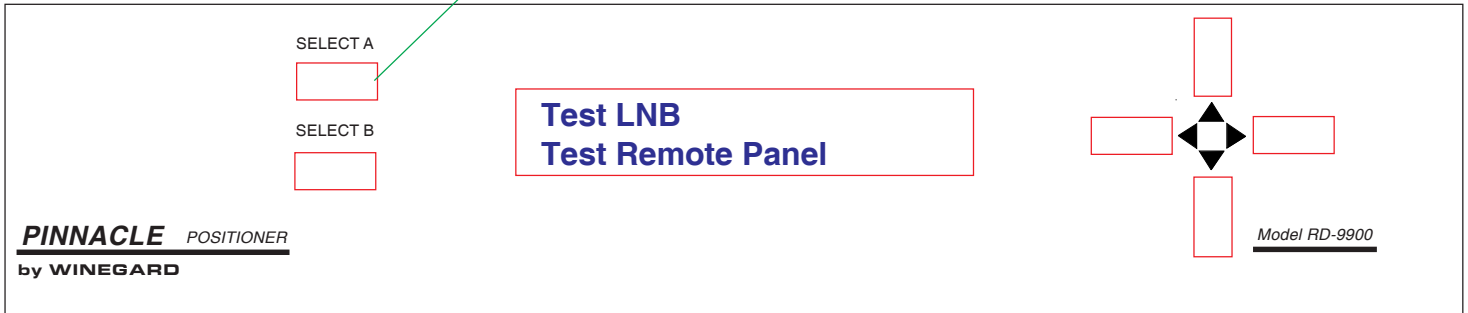 SELECT A
SELECT B
Test LNB
Test Remote Panel
PINNACLE POSITIONER
by WINEGARD
Model RD-9900